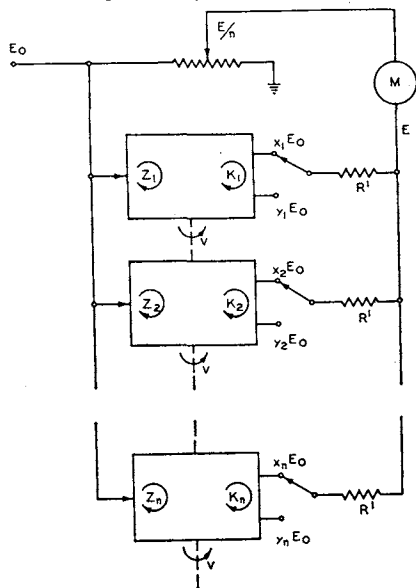 E/n
E₀
M
E
x₁E₀
Z₁ K₁ R¹
y₁E₀
V
x₂E₀
Z₂ K₂ R¹
y₂E₀
V
xₙE₀
Zₙ Kₙ R¹
yₙE₀
V